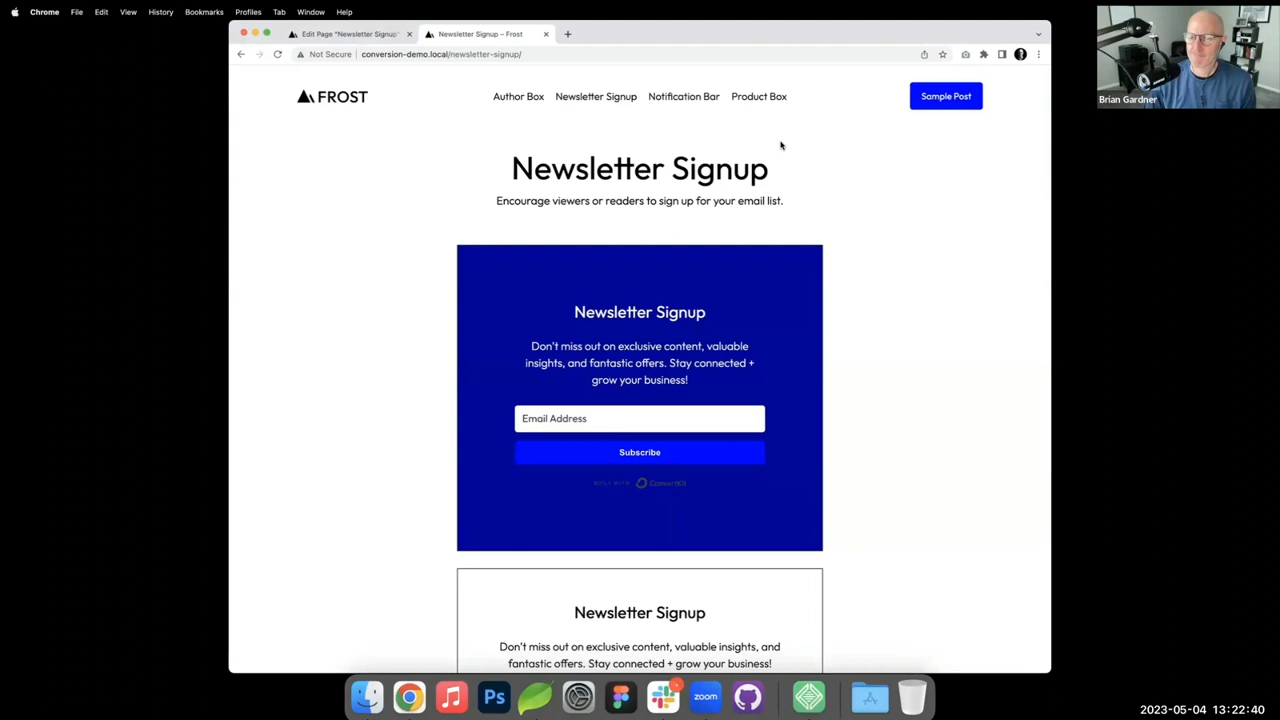 Chrome File Edit View History Bookmarks Profiles Tab Window Help
Edit Page "Newsletter Signup"
Newsletter Signup – Frost
Not Secure conversion-demo.local/newsletter-signup/
FROST
Author Box Newsletter Signup Notification Bar Product Box
Sample Post
Newsletter Signup
Encourage viewers or readers to sign up for your email list.
Newsletter Signup
Don't miss out on exclusive content, valuable
insights, and fantastic offers. Stay connected +
grow your business!
Email Address
Subscribe
BUILT WITH ConvertKit
Newsletter Signup
Don't miss out on exclusive content, valuable insights, and
fantastic offers. Stay connected + grow your business!
Brian Gardner
Ps
zoom
2023-05-04 13:22:40